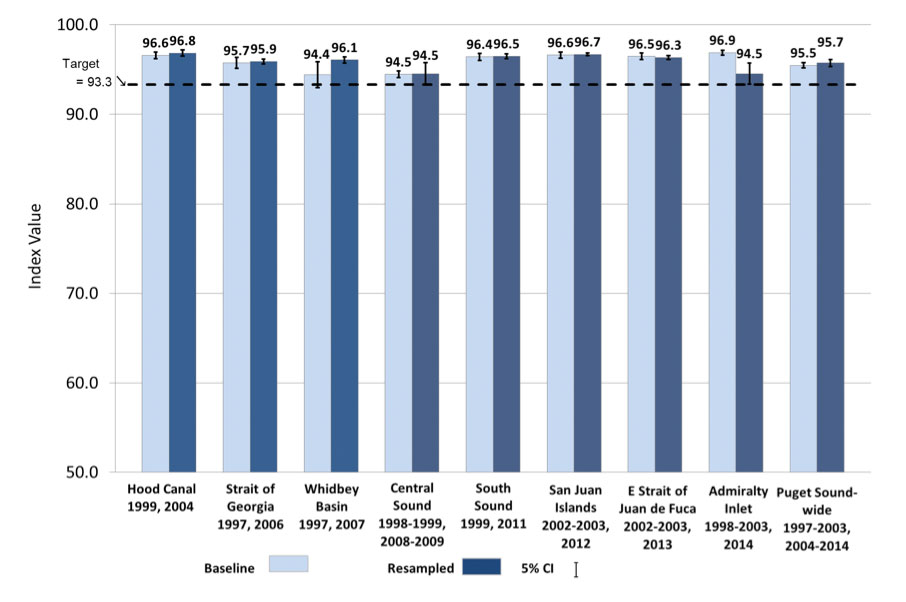 100.0
90.0
80.0
70.0
60.0
50.0
Index Value
Target
= 93.3
96.6 96.8
95.7 95.9
94.4 96.1
94.5 94.5
96.4 96.5
96.6 96.7
96.5 96.3
96.9 94.5
95.5 95.7
Hood Canal
1999, 2004
Strait of
Georgia
1997, 2006
Whidbey
Basin
1997, 2007
Central
Sound
1998-1999,
2008-2009
South
Sound
1999, 2011
San Juan
Islands
2002-2003,
2012
E Strait of
Juan de Fuca
2002-2003,
2013
Admiralty
Inlet
1998-2003,
2014
Puget Sound-
wide
1997-2003,
2004-2014
Baseline
Resampled
5% CI